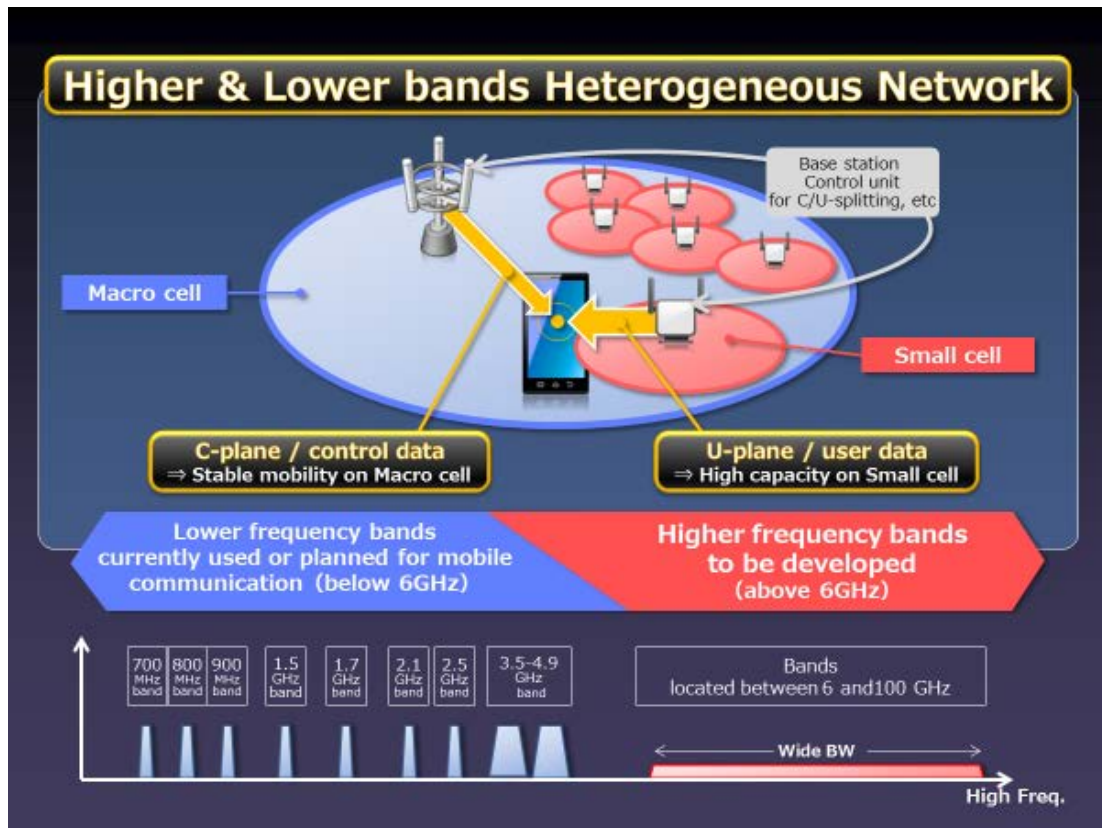 Higher & Lower bands Heterogeneous Network
Base station
Control unit
for C/U-splitting, etc
Macro cell
Small cell
C-plane / control data
⇒ Stable mobility on Macro cell
U-plane / user data
⇒ High capacity on Small cell
Lower frequency bands
currently used or planned for mobile
communication (below 6GHz)
Higher frequency bands
to be developed
(above 6GHz)
700
MHz
band
800
MHz
band
900
MHz
band
1.5
GHz
band
1.7
GHz
band
2.1
GHz
band
2.5
GHz
band
3.5-4.9
GHz
band
Bands
located between 6 and100 GHz
Wide BW
High Freq.